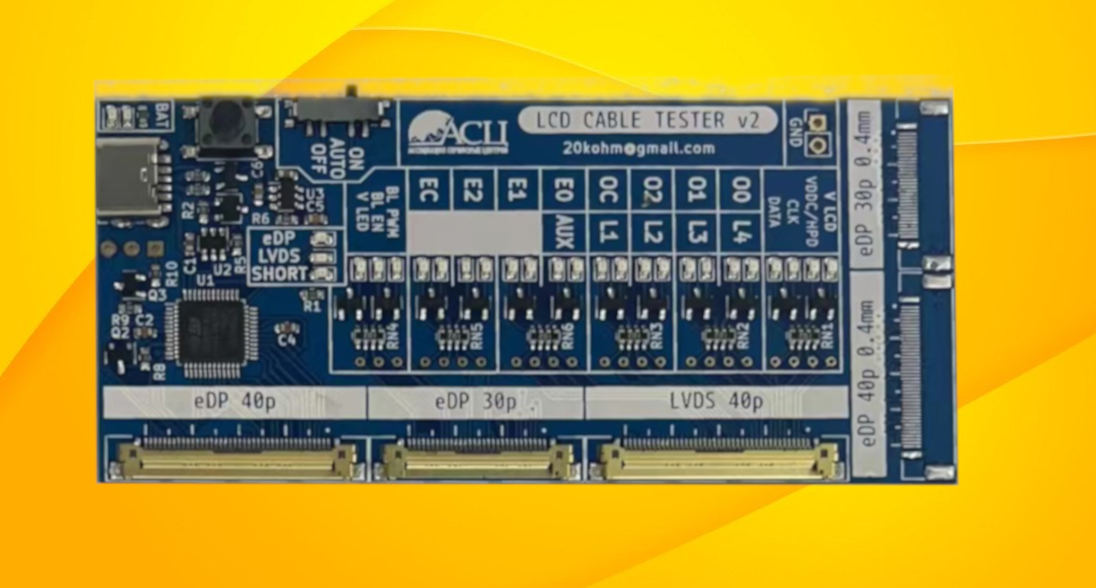 BAT
ACLI
LCD CABLE TESTER v2
20kohm@gmail.com
GND
ON
AUTO
OFF
C6
R2
R6
U3
C5
C1
U2
R5
eDP
LVDS
SHORT
BL PWM
BL EN
V LED
EC
E2
E1
E0
OC
O2
O1
O0
AUX
L1
L2
L3
L4
V LCD
VDDC/HPD
CLK
DATA
R10
Q3
U1
R1
R9
C2
Q2
R8
C4
RN4
RN5
RN6
RN3
RN2
RN1
eDP 40p
eDP 30p
LVDS 40p
eDP 30p 0.4mm
eDP 40p 0.4mm